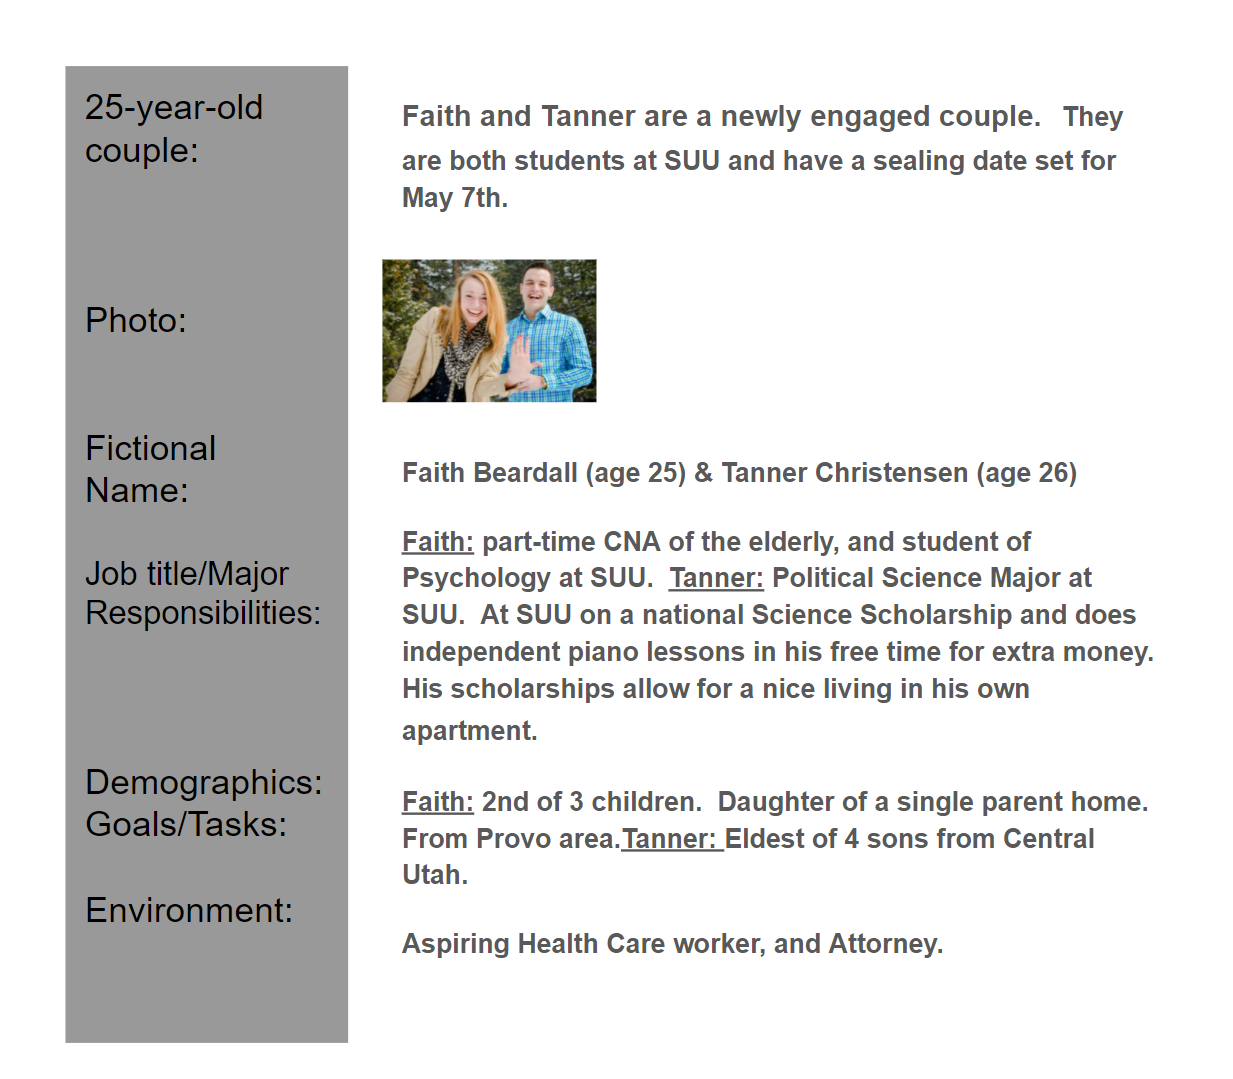 25-year-old
couple:
Faith and Tanner are a newly engaged couple.   They
are both students at SUU and have a sealing date set for
May 7th.
Photo:
Fictional
Name:
Faith Beardall (age 25) & Tanner Christensen (age 26)
Job title/Major
Responsibilities:
Faith: part-time CNA of the elderly, and student of
Psychology at SUU.  Tanner: Political Science Major at
SUU.  At SUU on a national Science Scholarship and does
independent piano lessons in his free time for extra money.
His scholarships allow for a nice living in his own
apartment.
Demographics:
Goals/Tasks:
Faith: 2nd of 3 children.  Daughter of a single parent home.
From Provo area.Tanner: Eldest of 4 sons from Central
Utah.
Environment:
Aspiring Health Care worker, and Attorney.